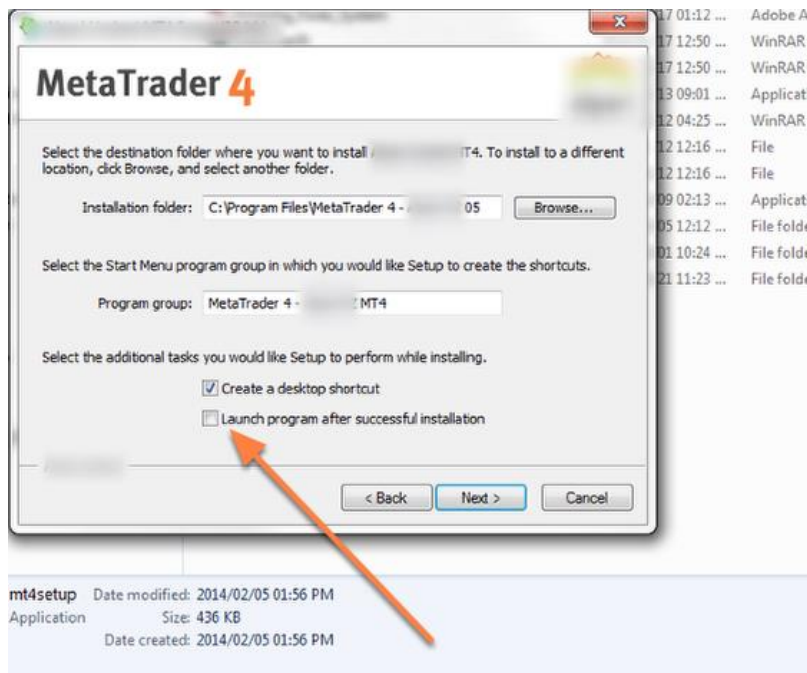 MetaTrader 4
Select the destination folder where you want to install T4. To install to a different
location, click Browse, and select another folder.
Installation folder: C:\Program Files\MetaTrader 4 - 05 Browse...
Select the Start Menu program group in which you would like Setup to create the shortcuts.
Program group: MetaTrader 4 - MT4
Select the additional tasks you would like Setup to perform while installing.
Create a desktop shortcut
Launch program after successful installation
< Back Next > Cancel
17 01:12 ... Adobe A
17 12:50 ... WinRAR
17 12:50 ... WinRAR
13 09:01 ... Applicat
12 04:25 ... WinRAR
12 12:16 ... File
12 12:16 ... File
09 02:13 ... Applicat
05 12:12 ... File folde
01 10:24 ... File folde
21 11:23 ... File folde
mt4setup Date modified: 2014/02/05 01:56 PM
Application Size: 436 KB
Date created: 2014/02/05 01:56 PM